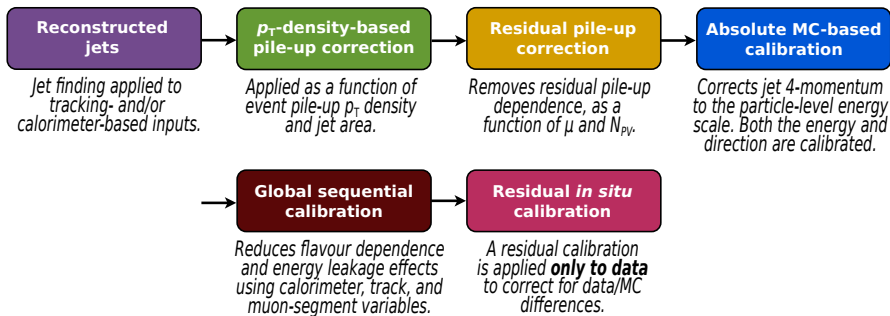 Reconstructed
jets
Jet finding applied to
tracking- and/or
calorimeter-based inputs.
pT-density-based
pile-up correction
Applied as a function of
event pile-up pT density
and jet area.
Residual pile-up
correction
Removes residual pile-up
dependence, as a
function of µ and NPV.
Absolute MC-based
calibration
Corrects jet 4-momentum
to the particle-level energy
scale. Both the energy and
direction are calibrated.
Global sequential
calibration
Reduces flavour dependence
and energy leakage effects
using calorimeter, track, and
muon-segment variables.
Residual in situ
calibration
A residual calibration
is applied only to data
to correct for data/MC
differences.